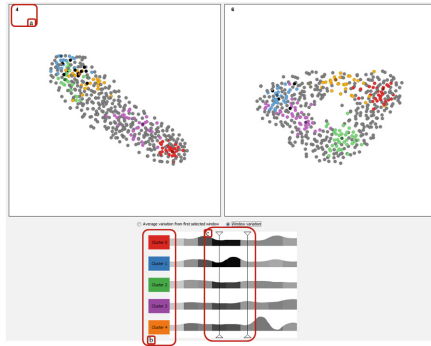 4
6
a
Average variation from first selected window
Window variation
c
Cluster 0
Cluster 1
Cluster 2
Cluster 3
Cluster 4
b